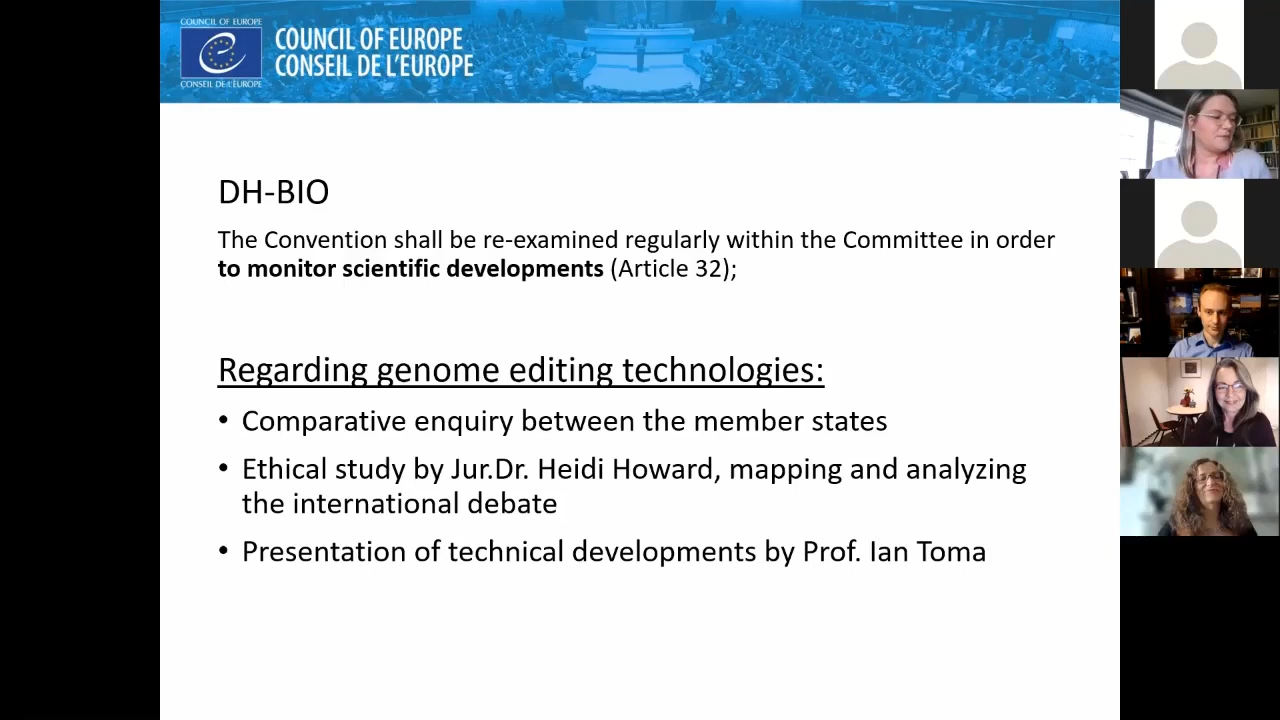 COUNCIL OF EUROPE
CONSEIL DE L'EUROPE
COUNCIL OF EUROPE
CONSEIL DE L'EUROPE
DH-BIO
The Convention shall be re-examined regularly within the Committee in order
to monitor scientific developments (Article 32);
Regarding genome editing technologies:
• Comparative enquiry between the member states
• Ethical study by Jur.Dr. Heidi Howard, mapping and analyzing
the international debate
• Presentation of technical developments by Prof. Ian Toma